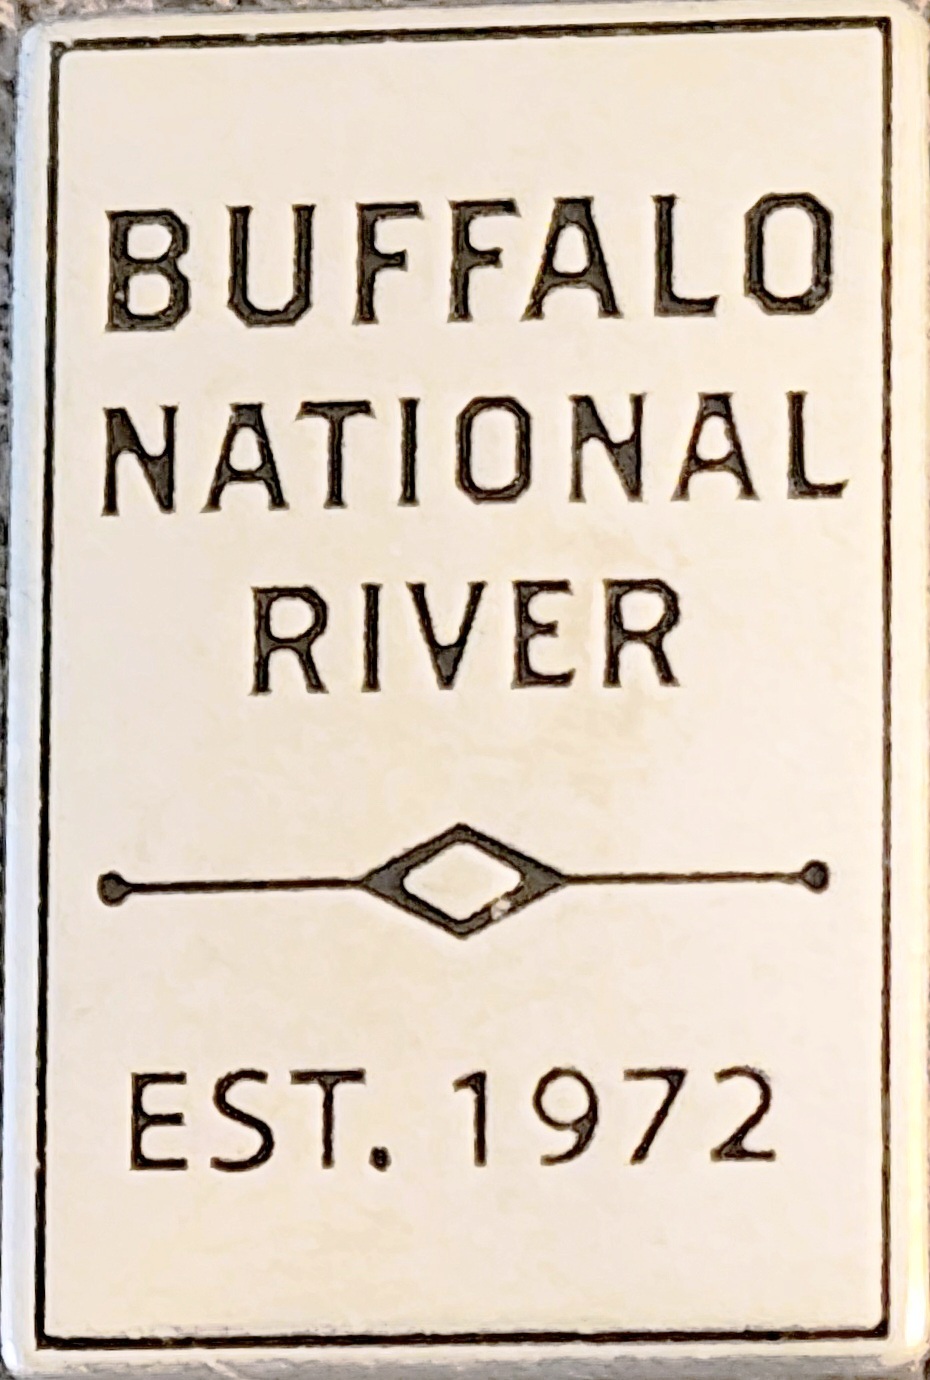 BUFFALO
NATIONAL
RIVER
EST. 1972